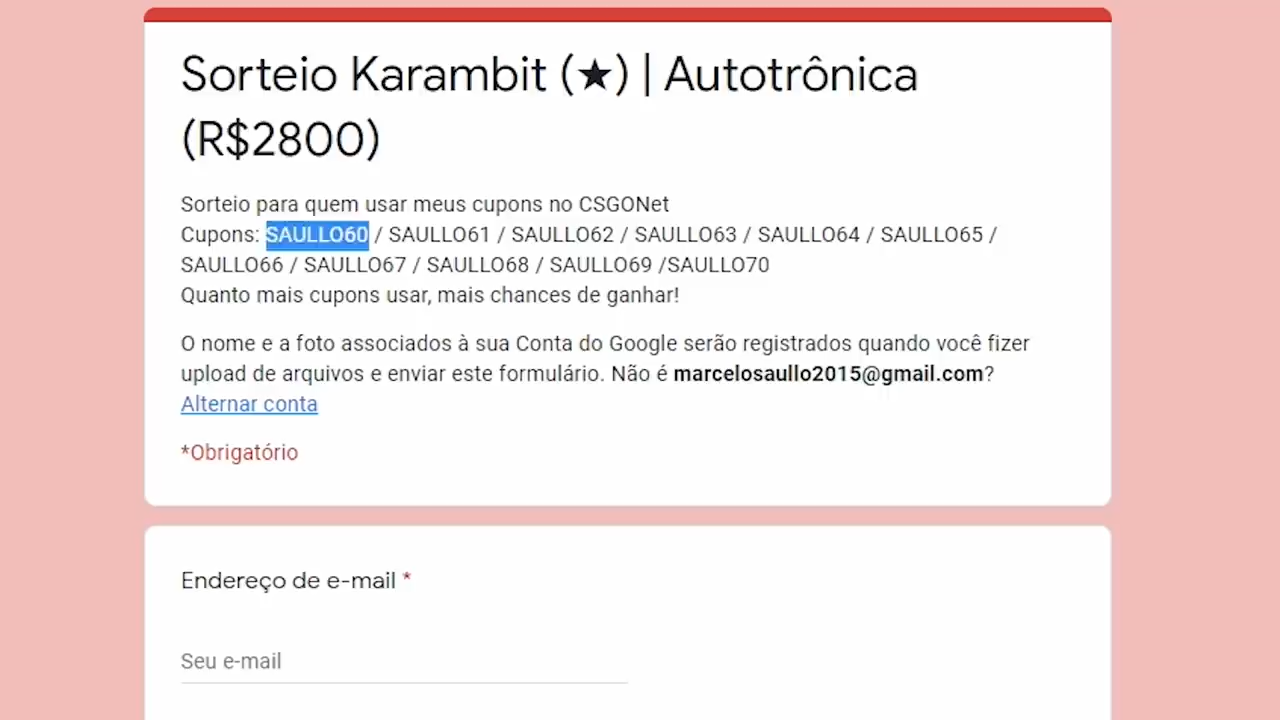 Sorteio Karambit (★) | Autotrônica
(R$2800)
Sorteio para quem usar meus cupons no CSGONet
Cupons: SAULLO60 / SAULLO61 / SAULLO62 / SAULLO63 / SAULLO64 / SAULLO65 /
SAULLO66 / SAULLO67 / SAULLO68 / SAULLO69 /SAULLO70
Quanto mais cupons usar, mais chances de ganhar!
O nome e a foto associados à sua Conta do Google serão registrados quando você fizer
upload de arquivos e enviar este formulário. Não é marcelosaullo2015@gmail.com?
Alternar conta
*Obrigatório
Endereço de e-mail *
Seu e-mail